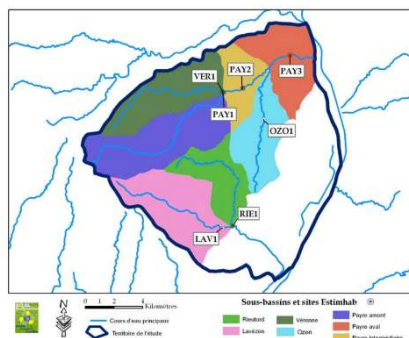 VER1
PAY2
PAY3
PAY1
OZO1
RIE1
LAV1
N
0 2 4
Kilomètres
Cours d'eau principaux
Territoire de l'étude
Sous-bassins et sites Estimhab
Rieutord
Lavézon
Véronne
Ozon
Payre amont
Payre aval
Payre intermédiaire